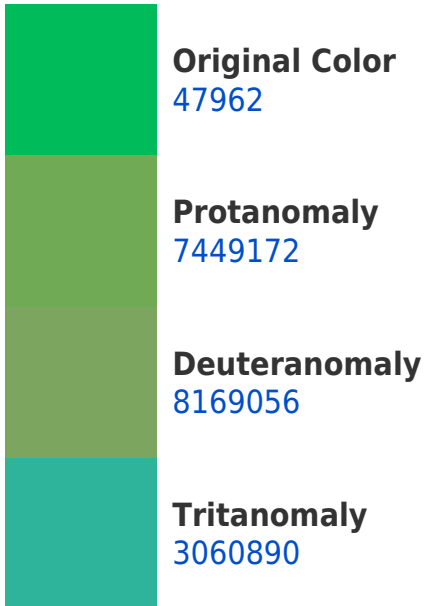 Original Color
47962
Protanomaly
7449172
Deuteranomaly
8169056
Tritanomaly
3060890